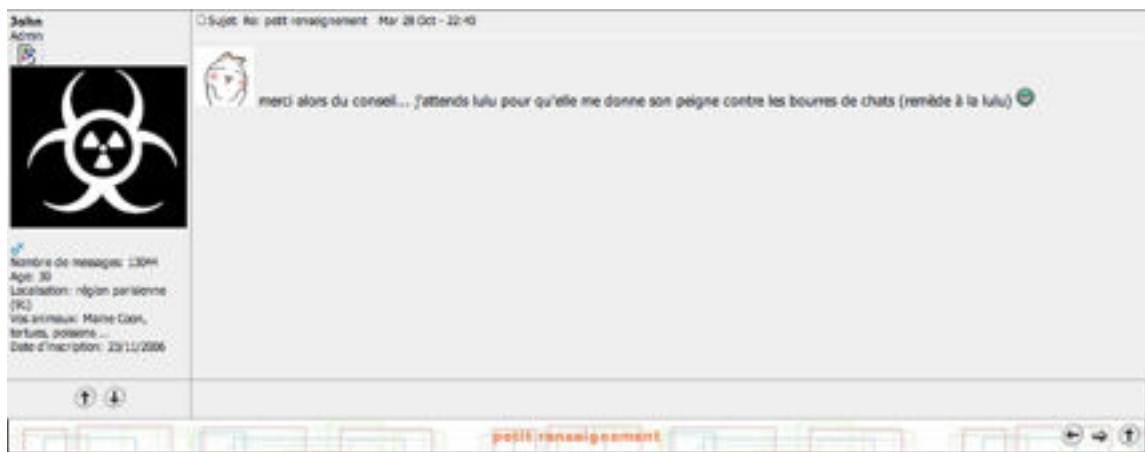 John
Admin
Sujet: Re: petit renseignement Mar 28 Oct - 22:40
merci alors du conseil... j'attends lulu pour qu'elle me donne son peigne contre les bourres de chats (remède à la lulu)
Nombre de messages: 13044
Age: 30
Localisation: région parisienne
(91)
Vos animaux: Maine Coon,
tortues, poissons ...
Date d'inscription: 23/11/2006
petit renseignement